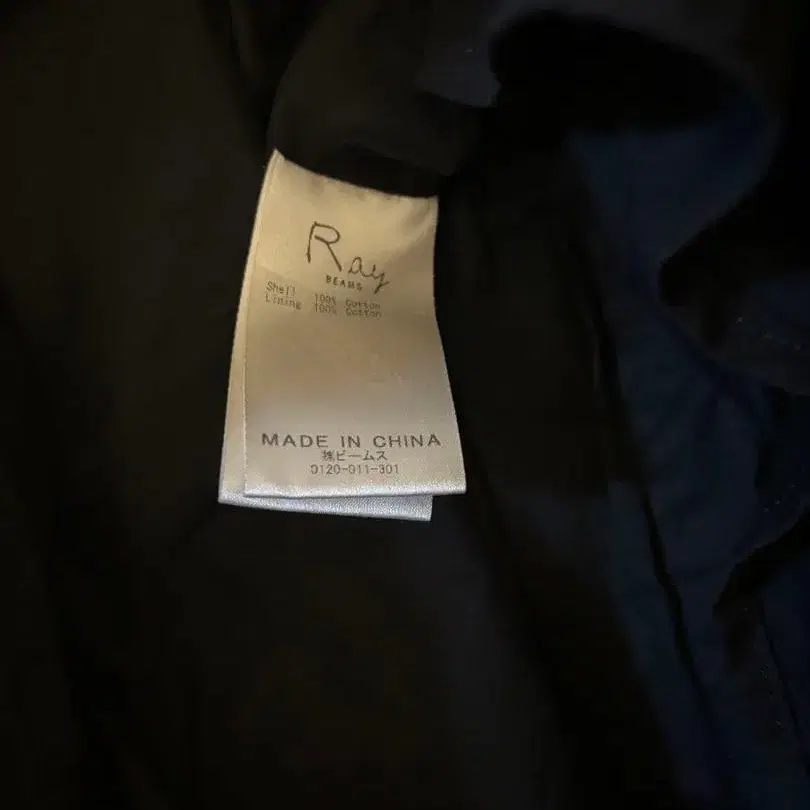 Ray
BEAMS
Shell 100% Cotton
Lining 100% Cotton
MADE IN CHINA
㈱ビームス
0120-011-301